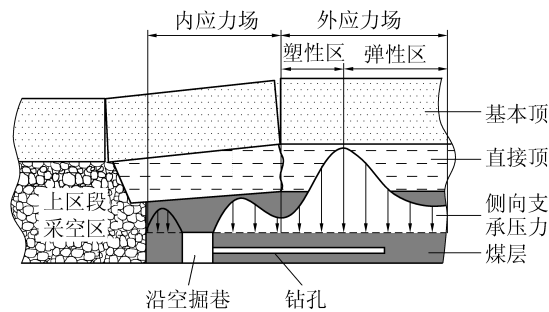 内应力场
外应力场
塑性区
弹性区
基本顶
直接顶
侧向支
承压力
煤层
上区段
采空区
沿空掘巷
钻孔